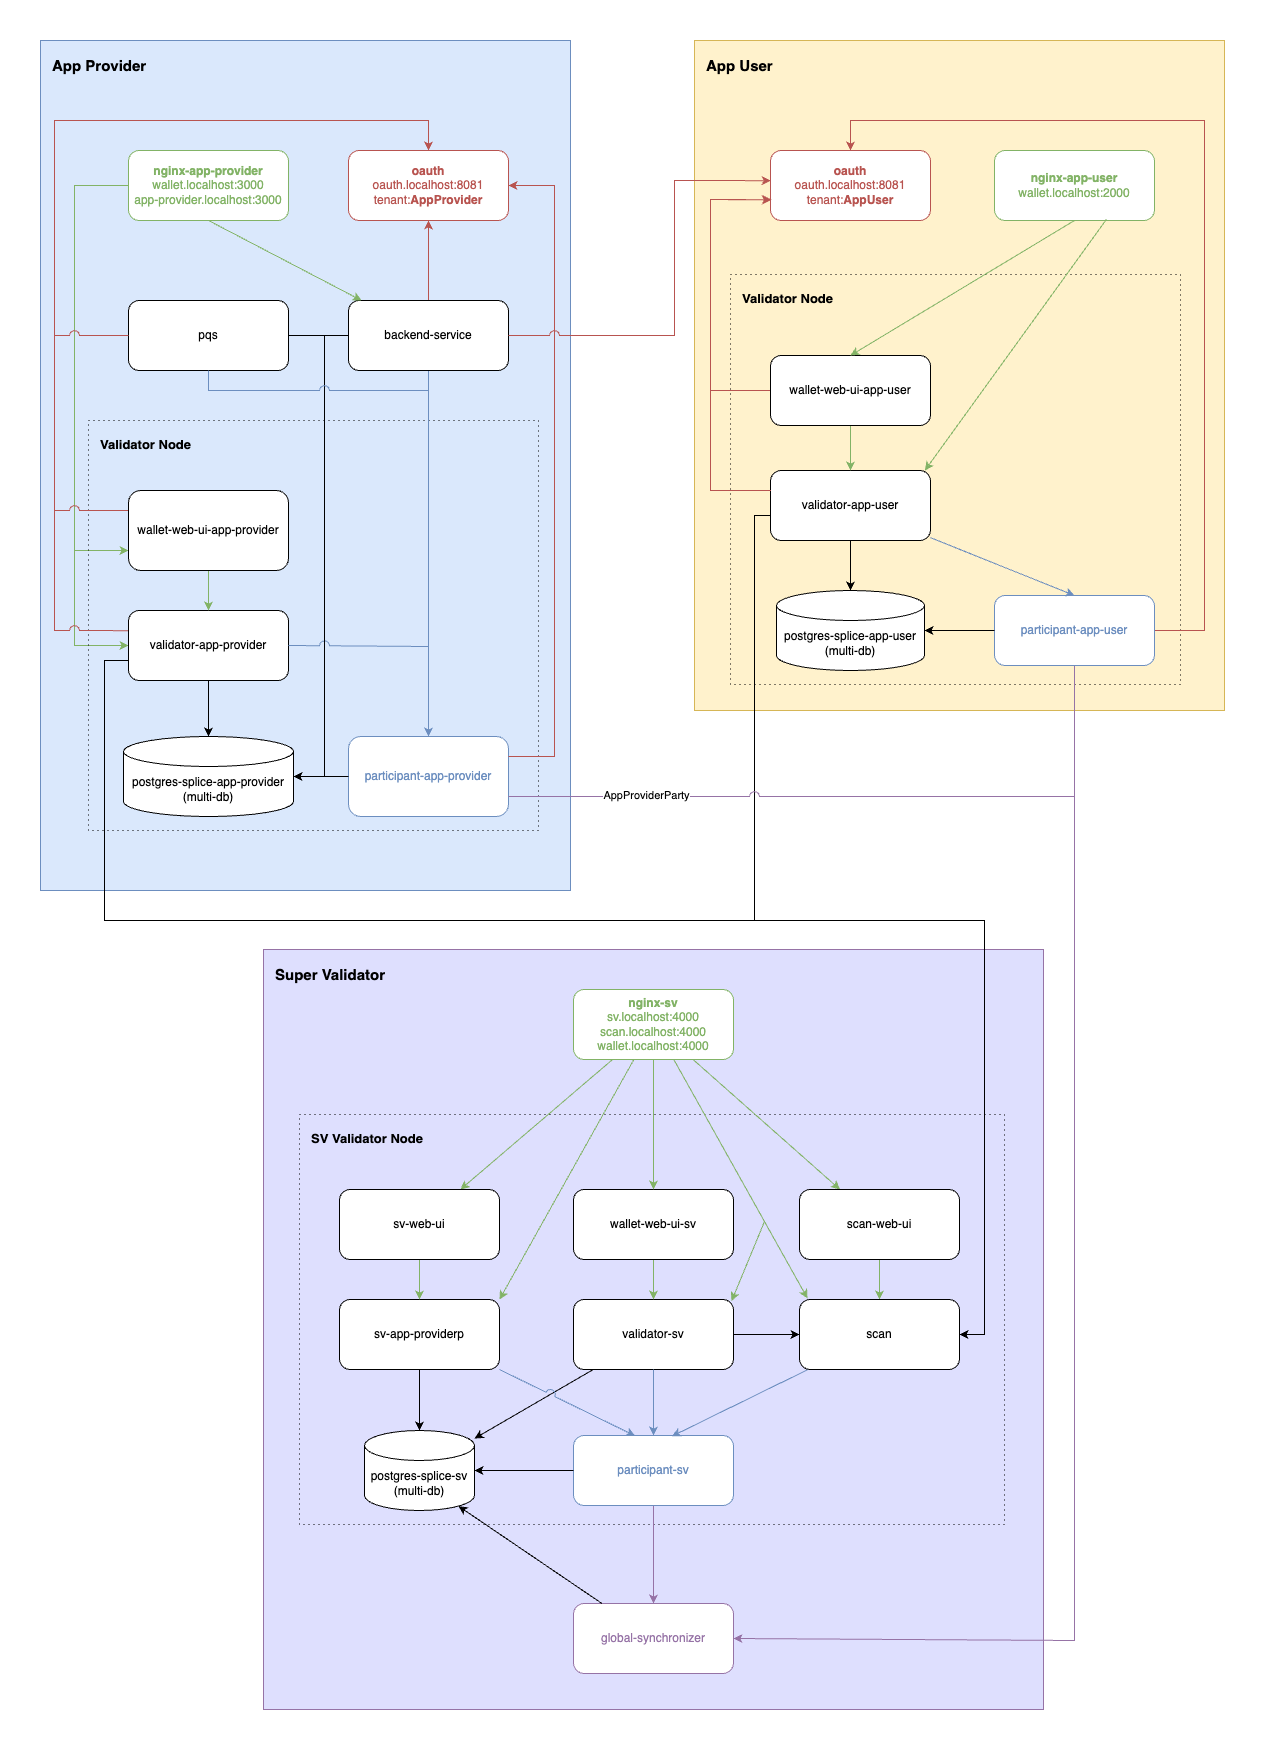 App Provider
nginx-app-provider
wallet.localhost:3000
app-provider.localhost:3000
oauth
oauth.localhost:8081
tenant:AppProvider
pqs
backend-service
Validator Node
wallet-web-ui-app-provider
validator-app-provider
postgres-splice-app-provider
(multi-db)
participant-app-provider
AppProviderParty
App User
oauth
oauth.localhost:8081
tenant:AppUser
nginx-app-user
wallet.localhost:2000
Validator Node
wallet-web-ui-app-user
validator-app-user
postgres-splice-app-user
(multi-db)
participant-app-user
Super Validator
nginx-sv
sv.localhost:4000
scan.localhost:4000
wallet.localhost:4000
SV Validator Node
sv-web-ui
wallet-web-ui-sv
scan-web-ui
sv-app-providerp
validator-sv
scan
postgres-splice-sv
(multi-db)
participant-sv
global-synchronizer